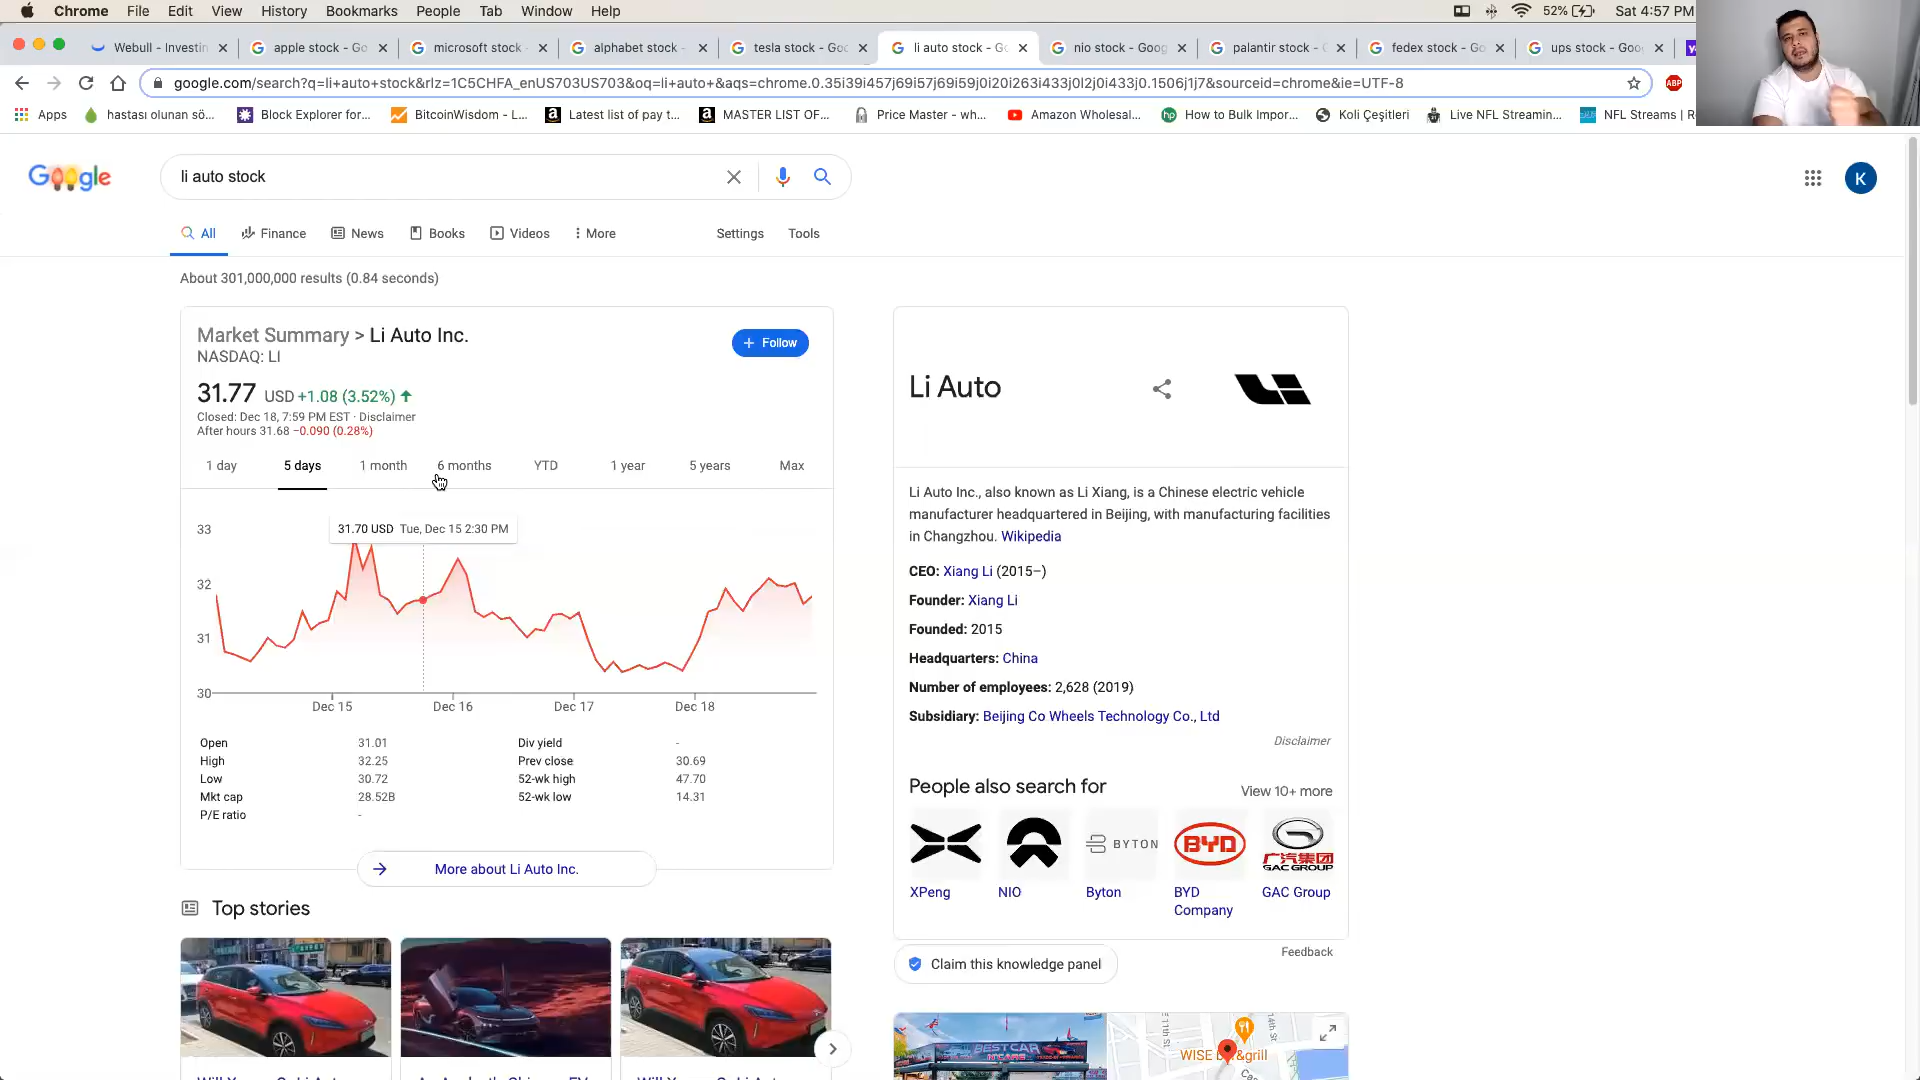 Chrome File Edit View History Bookmarks People Tab Window Help 52% Sat 4:57 PM
Webull - Investin apple stock - Go microsoft stock - alphabet stock - tesla stock - Goo li auto stock - Go nio stock - Goog palantir stock - G fedex stock - Go ups stock - Goo
google.com/search?q=li+auto+stock&rlz=1C5CHFA_enUS703US703&oq=li+auto+&aqs=chrome.0.35i39i457j69i57j69i59j0i20i263i433j0l2j0i433j0.1506j1j7&sourceid=chrome&ie=UTF-8 ABP
Apps hastası olunan sö... Block Explorer for... BitcoinWisdom - L... Latest list of pay t... MASTER LIST OF... Price Master - wh... Amazon Wholesal... How to Bulk Impor... Koli Çeşitleri Live NFL Streamin... NFL Streams | R
Google li auto stock K
All Finance News Books Videos More Settings Tools
About 301,000,000 results (0.84 seconds)
Market Summary > Li Auto Inc.
NASDAQ: LI
Follow
31.77 USD +1.08 (3.52%)
Closed: Dec 18, 7:59 PM EST · Disclaimer
After hours 31.68 −0.090 (0.28%)
1 day 5 days 1 month 6 months YTD 1 year 5 years Max
31.70 USD Tue, Dec 15 2:30 PM
33
32
31
30
Dec 15 Dec 16 Dec 17 Dec 18
Open 31.01 Div yield -
High 32.25 Prev close 30.69
Low 30.72 52-wk high 47.70
Mkt cap 28.52B 52-wk low 14.31
P/E ratio -
More about Li Auto Inc.
Top stories
Li Auto
Li Auto Inc., also known as Li Xiang, is a Chinese electric vehicle
manufacturer headquartered in Beijing, with manufacturing facilities
in Changzhou. Wikipedia
CEO: Xiang Li (2015–)
Founder: Xiang Li
Founded: 2015
Headquarters: China
Number of employees: 2,628 (2019)
Subsidiary: Beijing Co Wheels Technology Co., Ltd
Disclaimer
People also search for View 10+ more
BYTON BYD 广汽集团
GAC GROUP
XPeng NIO Byton BYD Company GAC Group
Feedback
Claim this knowledge panel
BESTCAR
WISE &grill